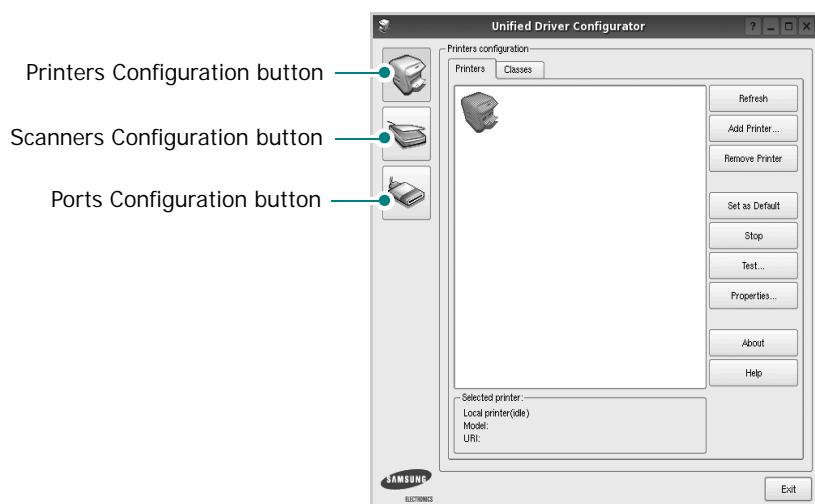 Unified Driver Configurator
Printers Configuration button
Scanners Configuration button
Ports Configuration button
Printers configuration
Printers
Classes
Refresh
Add Printer...
Remove Printer
Set as Default
Stop
Test...
Properties...
About
Help
Selected printer:
Local printer(idle)
Model:
URI:
SAMSUNG
ELECTRONICS
Exit